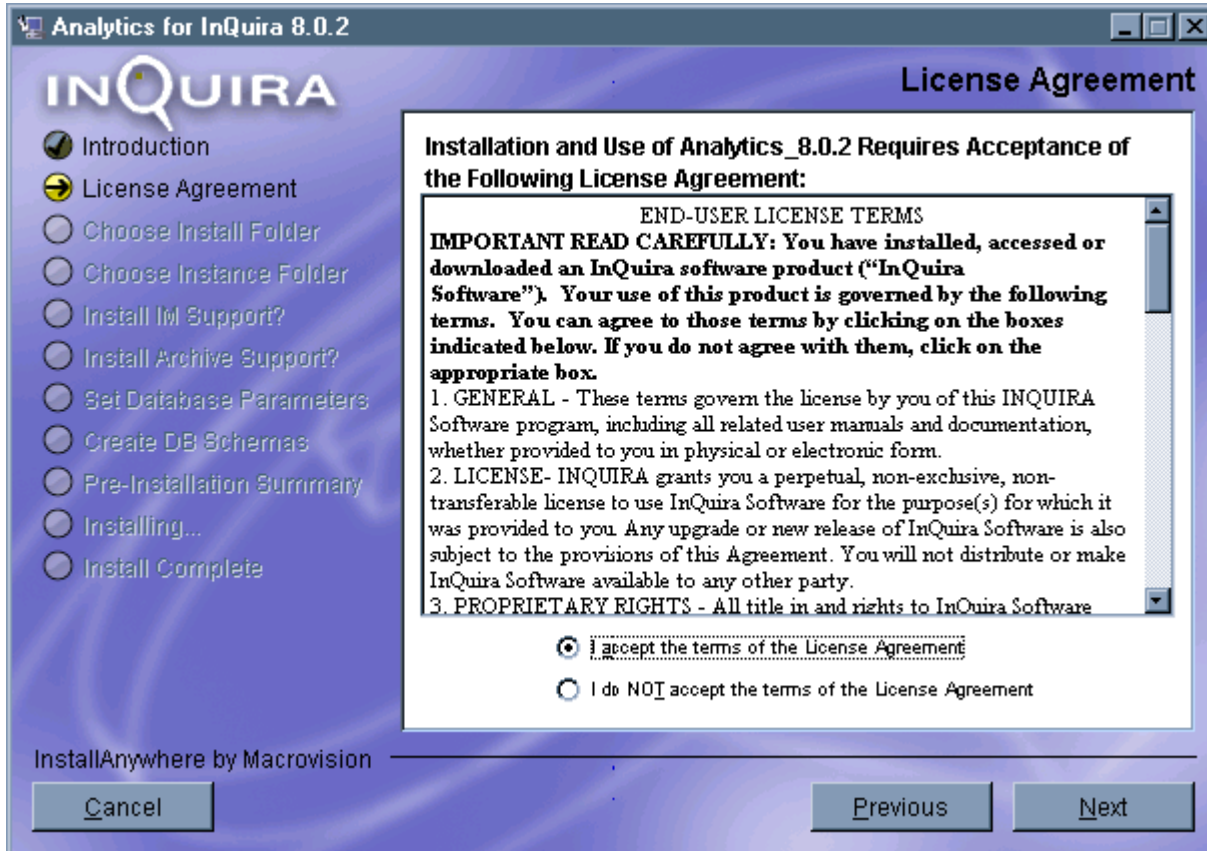 Analytics for InQuira 8.0.2
INQUIRA
License Agreement
Introduction
License Agreement
Choose Install Folder
Choose Instance Folder
Install IM Support?
Install Archive Support?
Set Database Parameters
Create DB Schemas
Pre-Installation Summary
Installing...
Install Complete
Installation and Use of Analytics_8.0.2 Requires Acceptance of
the Following License Agreement:
END-USER LICENSE TERMS
IMPORTANT READ CAREFULLY: You have installed, accessed or
downloaded an InQuira software product (“InQuira
Software”).  Your use of this product is governed by the following
terms.  You can agree to those terms by clicking on the boxes
indicated below. If you do not agree with them, click on the
appropriate box.
1. GENERAL - These terms govern the license by you of this INQUIRA
Software program, including all related user manuals and documentation,
whether provided to you in physical or electronic form.
2. LICENSE- INQUIRA grants you a perpetual, non-exclusive, non-
transferable license to use InQuira Software for the purpose(s) for which it
was provided to you. Any upgrade or new release of InQuira Software is also
subject to the provisions of this Agreement. You will not distribute or make
InQuira Software available to any other party.
3. PROPRIETARY RIGHTS - All title in and rights to InQuira Software
I accept the terms of the License Agreement
I do NOT accept the terms of the License Agreement
InstallAnywhere by Macrovision
Cancel
Previous
Next